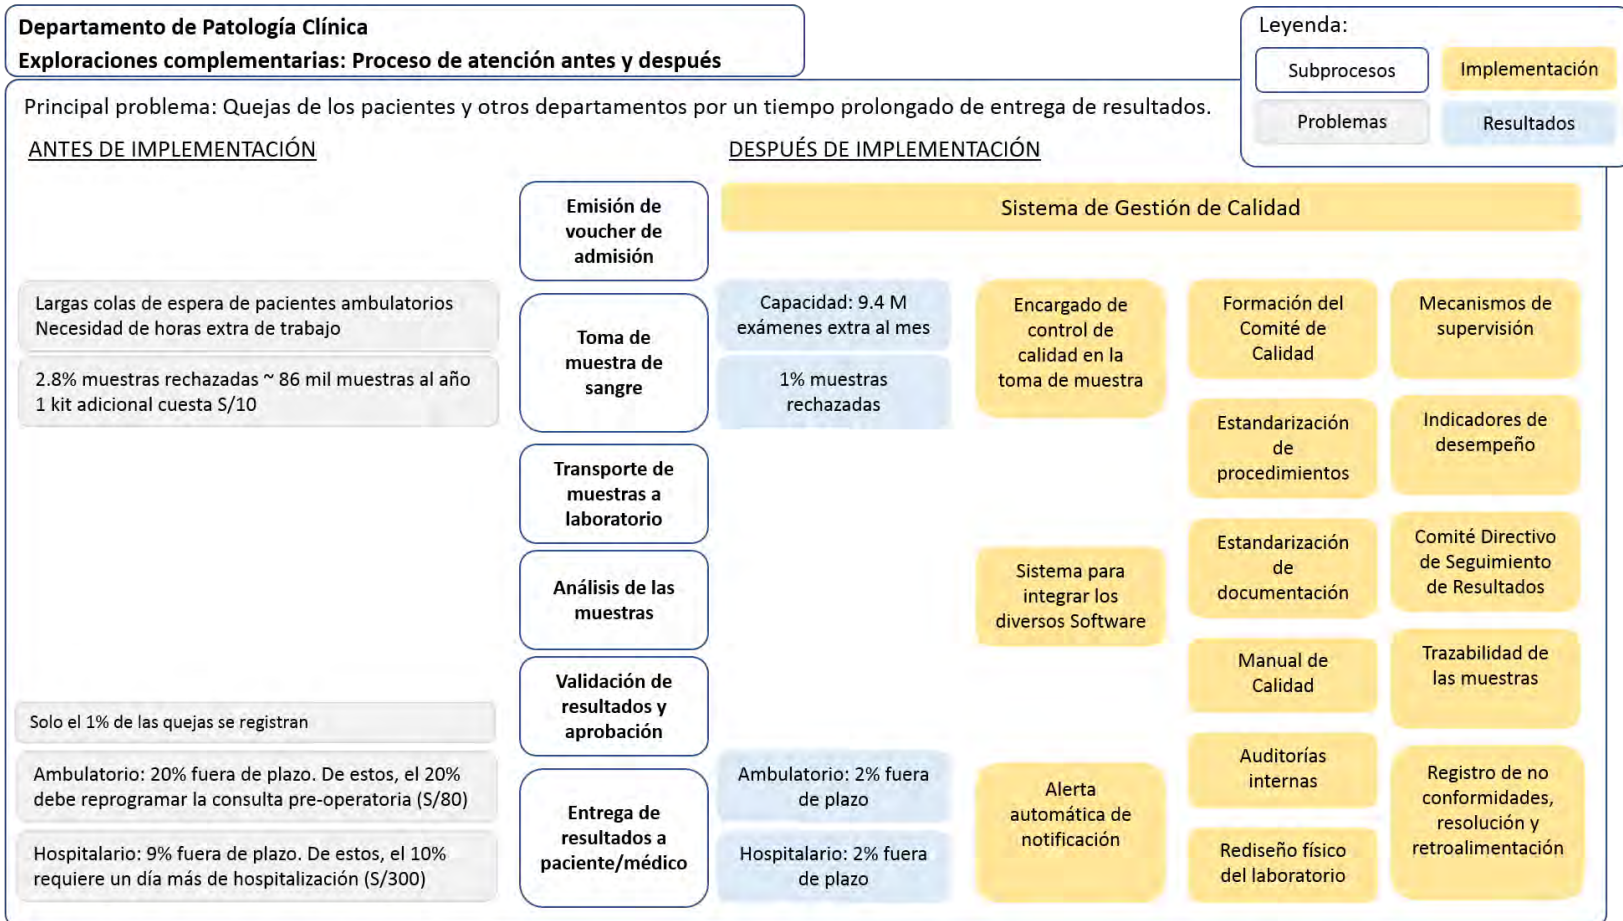 Departamento de Patología Clínica
Exploraciones complementarias: Proceso de atención antes y después
Leyenda:
Subprocesos
Implementación
Problemas
Resultados
Principal problema: Quejas de los pacientes y otros departamentos por un tiempo prolongado de entrega de resultados.
ANTES DE IMPLEMENTACIÓN
DESPUÉS DE IMPLEMENTACIÓN
Emisión de
voucher de
admisión
Sistema de Gestión de Calidad
Largas colas de espera de pacientes ambulatorios
Necesidad de horas extra de trabajo
2.8% muestras rechazadas ~ 86 mil muestras al año
1 kit adicional cuesta S/10
Toma de
muestra de
sangre
Capacidad: 9.4 M
exámenes extra al mes
1% muestras
rechazadas
Encargado de
control de
calidad en la
toma de muestra
Formación del
Comité de
Calidad
Mecanismos de
supervisión
Estandarización
de
procedimientos
Indicadores de
desempeño
Transporte de
muestras a
laboratorio
Análisis de las
muestras
Sistema para
integrar los
diversos Software
Estandarización
de
documentación
Comité Directivo
de Seguimiento
de Resultados
Manual de
Calidad
Trazabilidad de
las muestras
Solo el 1% de las quejas se registran
Validación de
resultados y
aprobación
Ambulatorio: 20% fuera de plazo. De estos, el 20%
debe reprogramar la consulta pre-operatoria (S/80)
Hospitalario: 9% fuera de plazo. De estos, el 10%
requiere un día más de hospitalización (S/300)
Entrega de
resultados a
paciente/médico
Ambulatorio: 2% fuera
de plazo
Hospitalario: 2% fuera
de plazo
Alerta
automática de
notificación
Auditorías
internas
Rediseño físico
del laboratorio
Registro de no
conformidades,
resolución y
retroalimentación